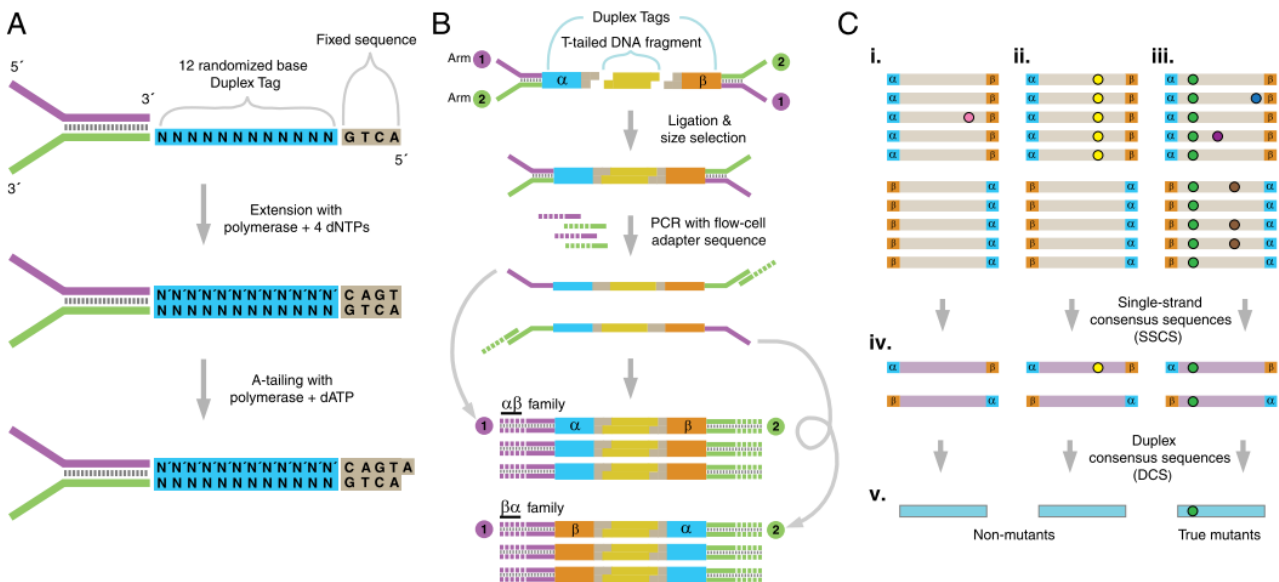 A
5´
3´
12 randomized base
Duplex Tag
Fixed sequence
N N N N N N N N N N N N G T C A
5´
3´
Extension with
polymerase + 4 dNTPs
N´N´N´N´N´N´N´N´N´N´N´N´ C A G T
N N N N N N N N N N N N G T C A
A-tailing with
polymerase + dATP
N´N´N´N´N´N´N´N´N´N´N´N´ C A G T A
N N N N N N N N N N N N G T C A
B
Duplex Tags
T-tailed DNA fragment
Arm 1
α
β
2
Arm 2
1
Ligation &
size selection
PCR with flow-cell
adapter sequence
αβ family
1 α β 2
βα family
1 β α 2
C
i. ii. iii.
α β α β α β
α β α β α β
α β α β α β
α β α β α β
α β α β α β
β α β α β α
β α β α β α
β α β α β α
β α β α β α
β α β α β α
Single-strand
consensus sequences
(SSCS)
iv.
α β α β α β
β α β α β α
Duplex
consensus sequences
(DCS)
v.
Non-mutants True mutants